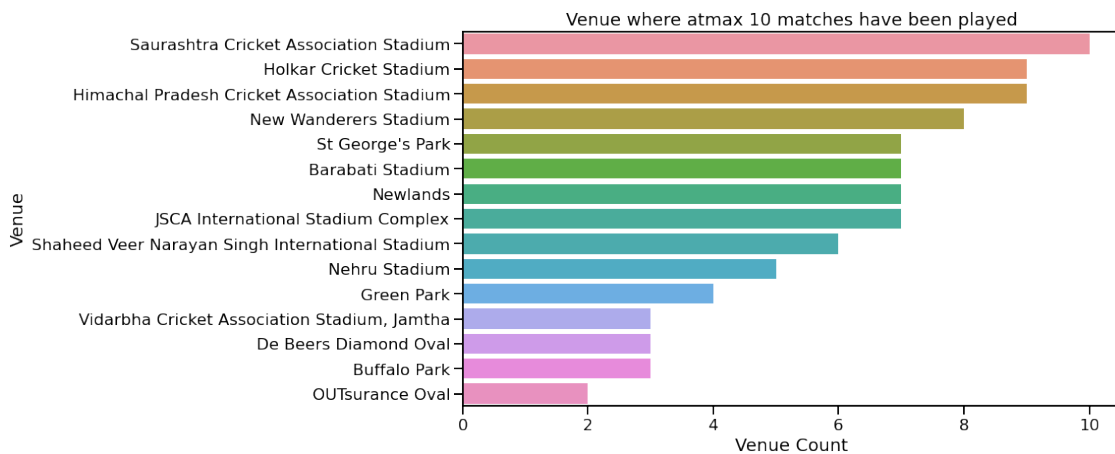 Venue where atmax 10 matches have been played
Saurashtra Cricket Association Stadium
Holkar Cricket Stadium
Himachal Pradesh Cricket Association Stadium
New Wanderers Stadium
St George's Park
Barabati Stadium
Newlands
JSCA International Stadium Complex
Shaheed Veer Narayan Singh International Stadium
Nehru Stadium
Green Park
Vidarbha Cricket Association Stadium, Jamtha
De Beers Diamond Oval
Buffalo Park
OUTsurance Oval
Venue
0 2 4 6 8 10
Venue Count